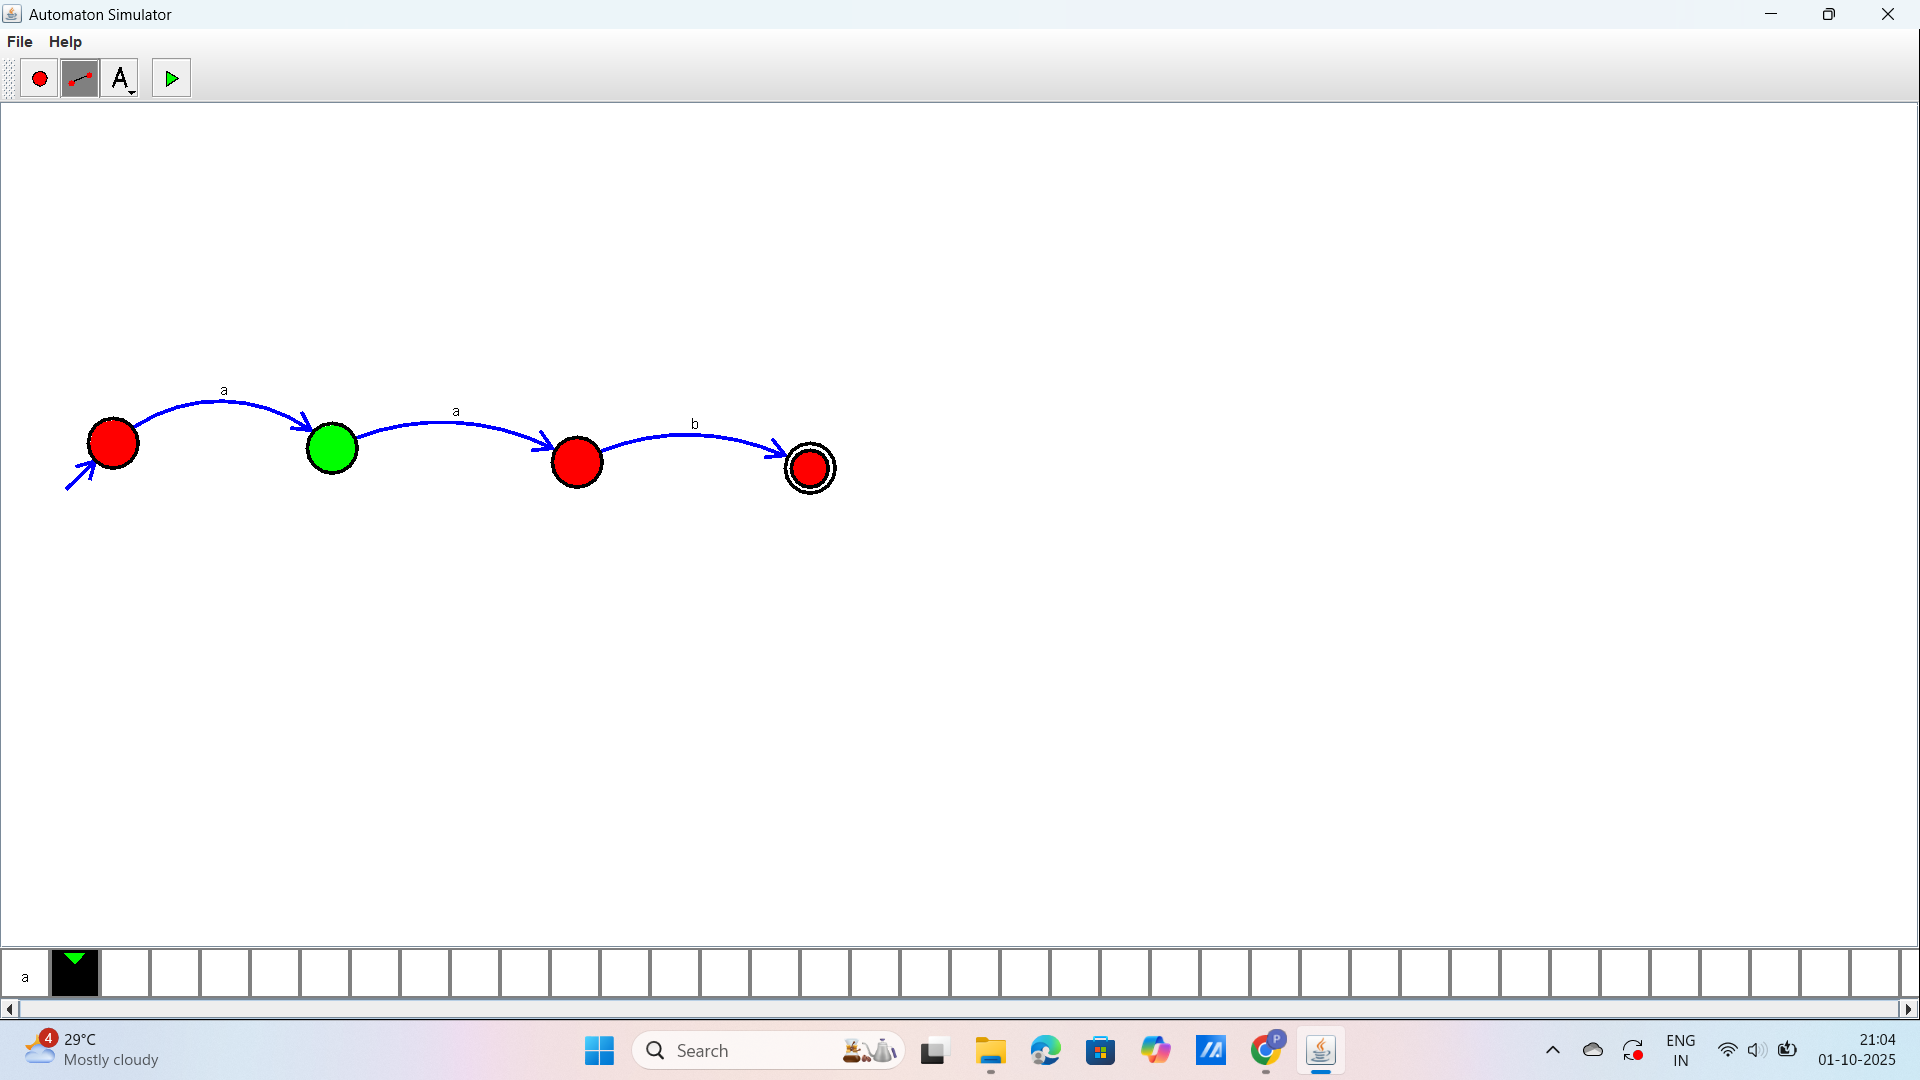 Automaton Simulator
File Help
A
a
a
b
a
4
29°C
Mostly cloudy
Search
P
ENG
IN
21:04
01-10-2025